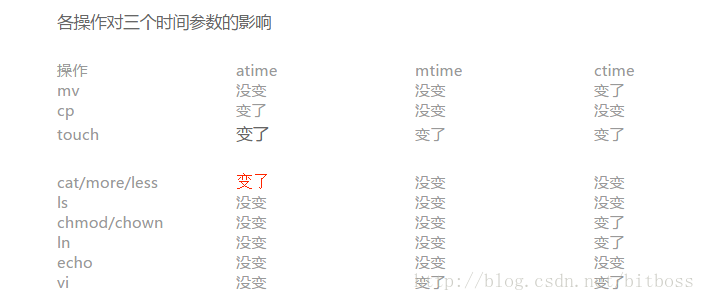 各操作对三个时间参数的影响
操作 atime mtime ctime
mv 没变 没变 变了
cp 变了 没变 没变
touch 变了 变了 变了
cat/more/less 变了 没变 没变
ls 没变 没变 没变
chmod/chown 没变 没变 变了
ln 没变 没变 变了
echo 没变 没变 没变
vi 没变 变了 变了
http://blog.csdn.net/bitboss